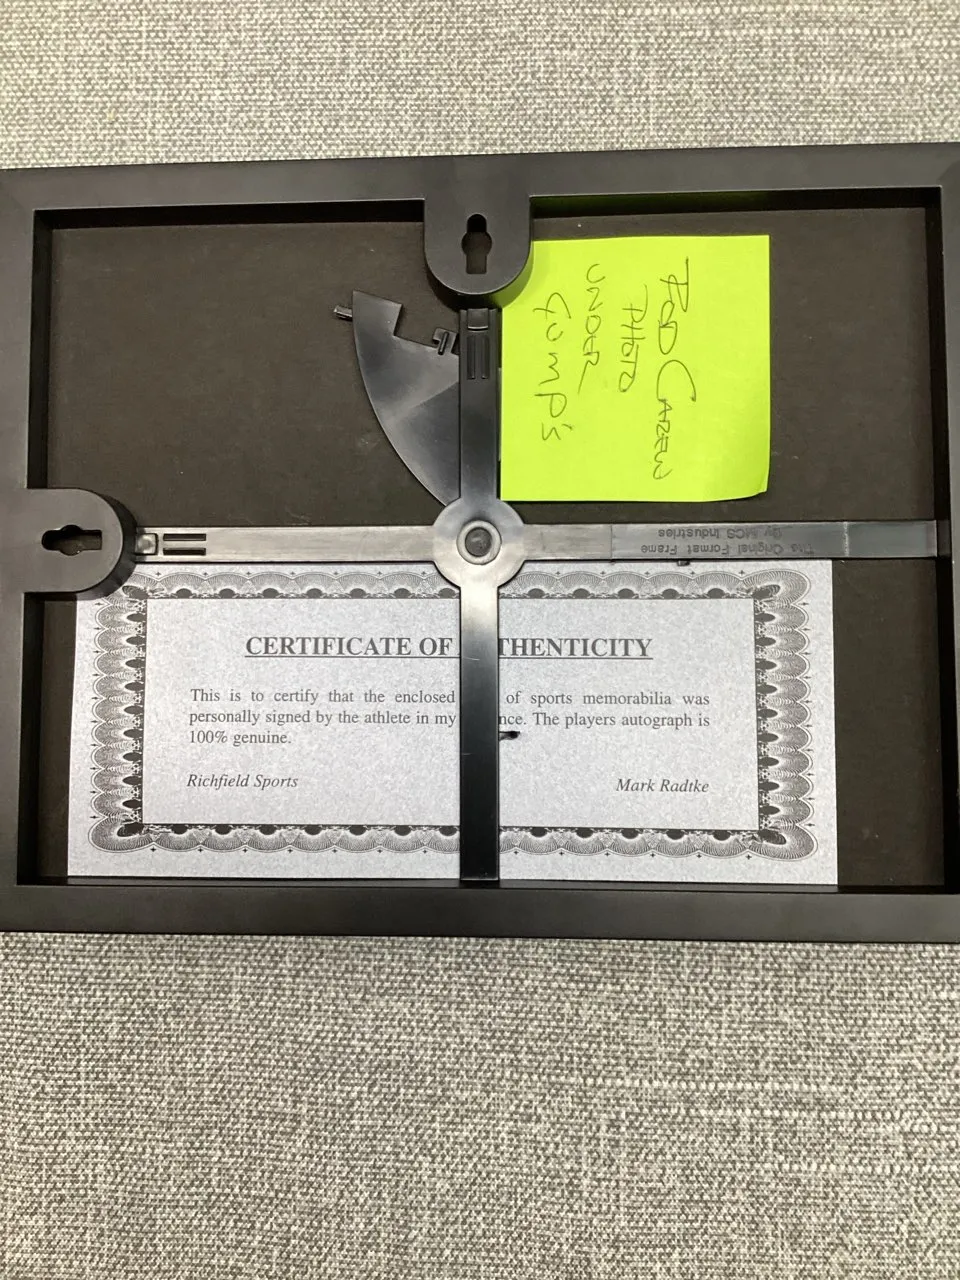 ROD CAREW
PHOTO
UNDER
GUMP'S
The Original Format Frame
By MCS Industries
CERTIFICATE OF THENTICITY
This is to certify that the enclosed of sports memorabilia was
personally signed by the athlete in my nce. The players autograph is
100% genuine.
Richfield Sports
Mark Radtke